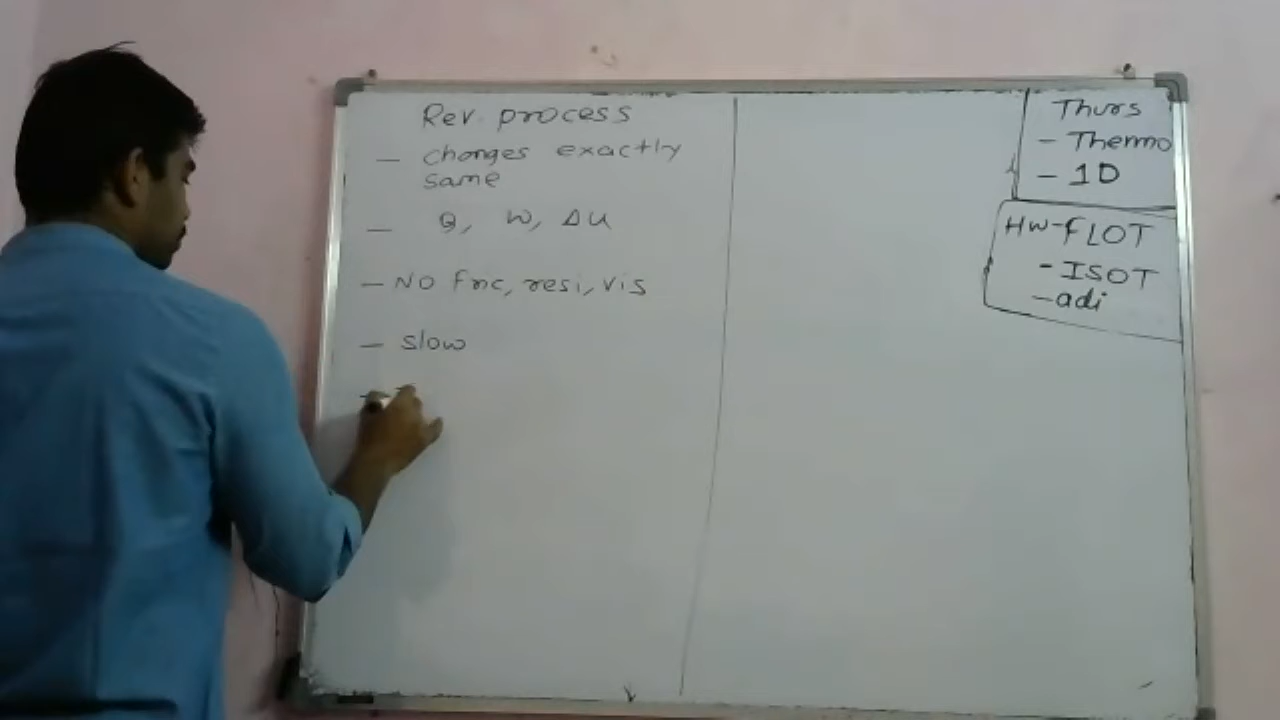 Rev. process
- changes exactly
same
- Q, W, ΔU
- NO Fric, resi, vis
- slow
Thurs
- Thermo
- 1D
HW - FLOT
- ISOT
- adi